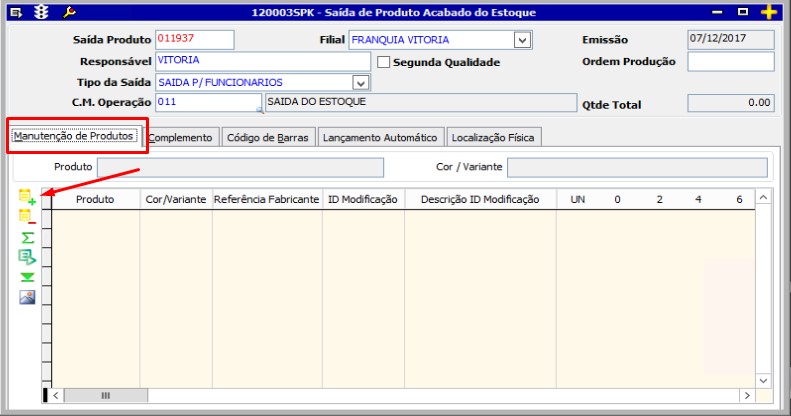 120003SPK - Saída de Produto Acabado do Estoque
Saída Produto 011937 Filial FRANQUIA VITORIA Emissão 07/12/2017
Responsável VITORIA Segunda Qualidade Ordem Produção
Tipo da Saída SAIDA P/ FUNCIONARIOS
C.M. Operação 011 SAIDA DO ESTOQUE Qtde Total 0.00
Manutenção de Produtos Complemento Código de Barras Lançamento Automático Localização Física
Produto Cor / Variante
Produto Cor/Variante Referência Fabricante ID Modificação Descrição ID Modificação UN 0 2 4 6